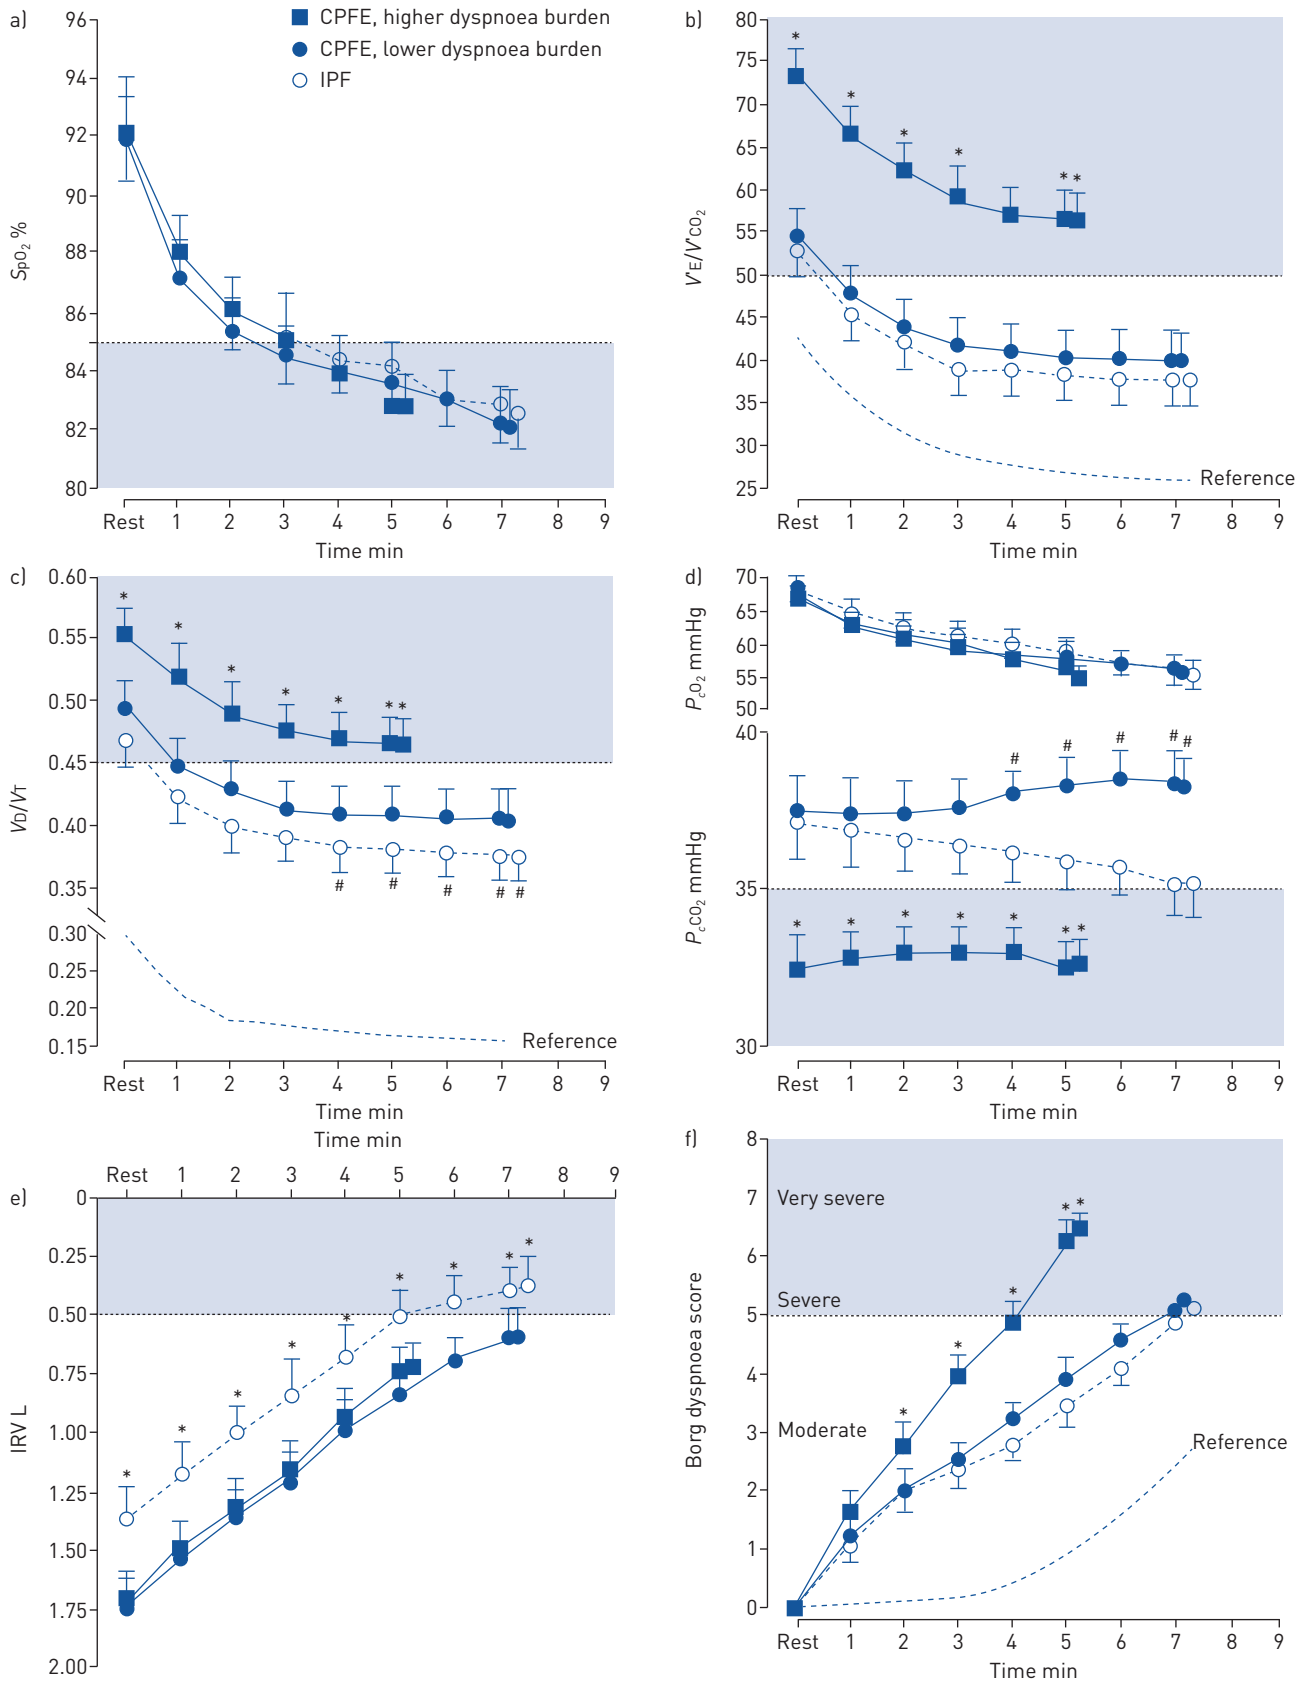 a)
96
94
92
90
88
86
84
82
80
SpO2 %
CPFE, higher dyspnoea burden
CPFE, lower dyspnoea burden
IPF
Rest 1 2 3 4 5 6 7 8 9
Time min
b)
80
75
70
65
60
55
50
45
40
35
30
25
V'E/V'CO2
* * * * * *
Reference
Rest 1 2 3 4 5 6 7 8 9
Time min
c)
0.60
0.55
0.50
0.45
0.40
0.35
0.30
0.25
0.20
0.15
VD/VT
* * * * * * *
# # # # #
Reference
Rest 1 2 3 4 5 6 7 8 9
Time min
d)
70
65
60
55
50
PcO2 mmHg
40
35
30
PcCO2 mmHg
# # # # #
* * * * * * *
Rest 1 2 3 4 5 6 7 8 9
Time min
e)
Time min
Rest 1 2 3 4 5 6 7 8 9
0
0.25
0.50
0.75
1.00
1.25
1.50
1.75
2.00
IRV L
* * * * * * * * *
f)
8
7
6
5
4
3
2
1
0
Borg dyspnoea score
Very severe
Severe
Moderate
* * * * *
Reference
Rest 1 2 3 4 5 6 7 8 9
Time min